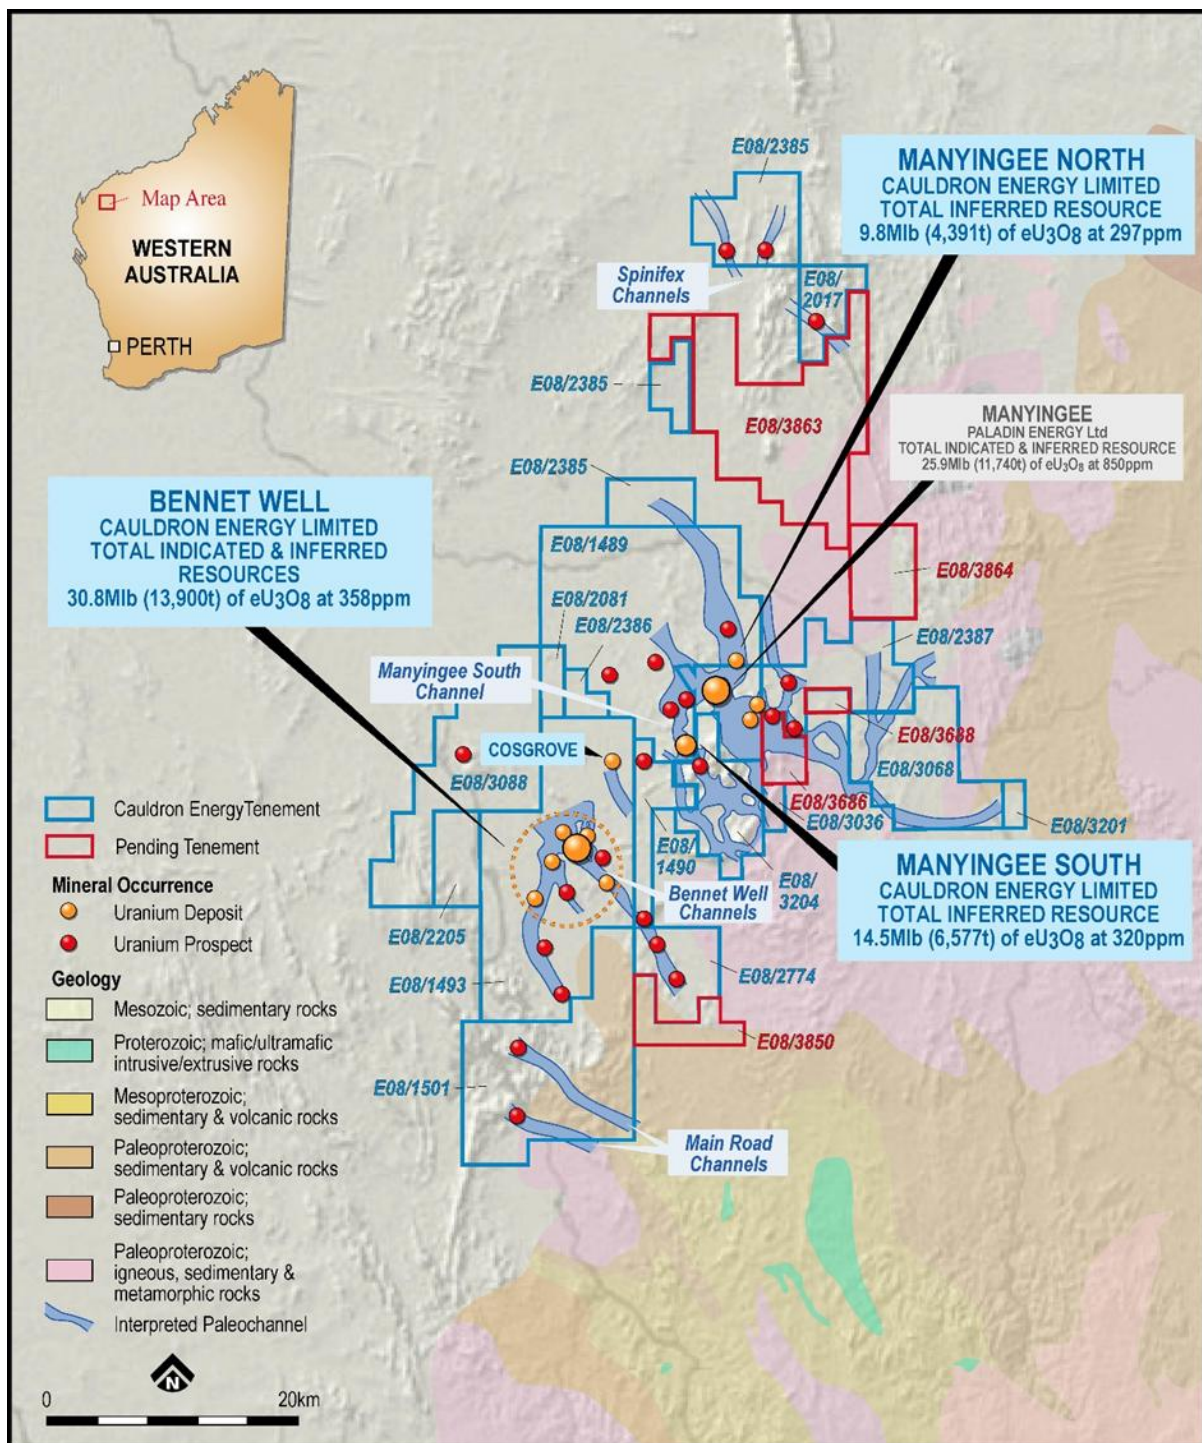 Map Area
WESTERN
AUSTRALIA
PERTH
E08/2385
MANYINGEE NORTH
CAULDRON ENERGY LIMITED
TOTAL INFERRED RESOURCE
9.8Mlb (4,391t) of eU3O8 at 297ppm
Spinifex
Channels
E08/
2017
E08/2385
E08/3863
MANYINGEE
PALADIN ENERGY Ltd
TOTAL INDICATED & INFERRED RESOURCE
25.9Mlb (11,740t) of eU3O8 at 850ppm
E08/2385
BENNET WELL
CAULDRON ENERGY LIMITED
TOTAL INDICATED & INFERRED
RESOURCES
30.8Mlb (13,900t) of eU3O8 at 358ppm
E08/1489
E08/3864
E08/2081
E08/2386
E08/2387
Manyingee South
Channel
COSGROVE
E08/3688
E08/3068
E08/3088
E08/3686
E08/3036
E08/3201
E08/
1490
E08/
3204
MANYINGEE SOUTH
CAULDRON ENERGY LIMITED
TOTAL INFERRED RESOURCE
14.5Mlb (6,577t) of eU3O8 at 320ppm
Bennet Well
Channels
E08/2205
E08/1493
E08/2774
E08/3850
E08/1501
Main Road
Channels
Cauldron EnergyTenement
Pending Tenement
Mineral Occurrence
Uranium Deposit
Uranium Prospect
Geology
Mesozoic; sedimentary rocks
Proterozoic; mafic/ultramafic
intrusive/extrusive rocks
Mesoproterozoic;
sedimentary & volcanic rocks
Paleoproterozoic;
sedimentary & volcanic rocks
Paleoproterozoic;
sedimentary rocks
Paleoproterozoic;
igneous, sedimentary &
metamorphic rocks
Interpreted Paleochannel
N
0 20km